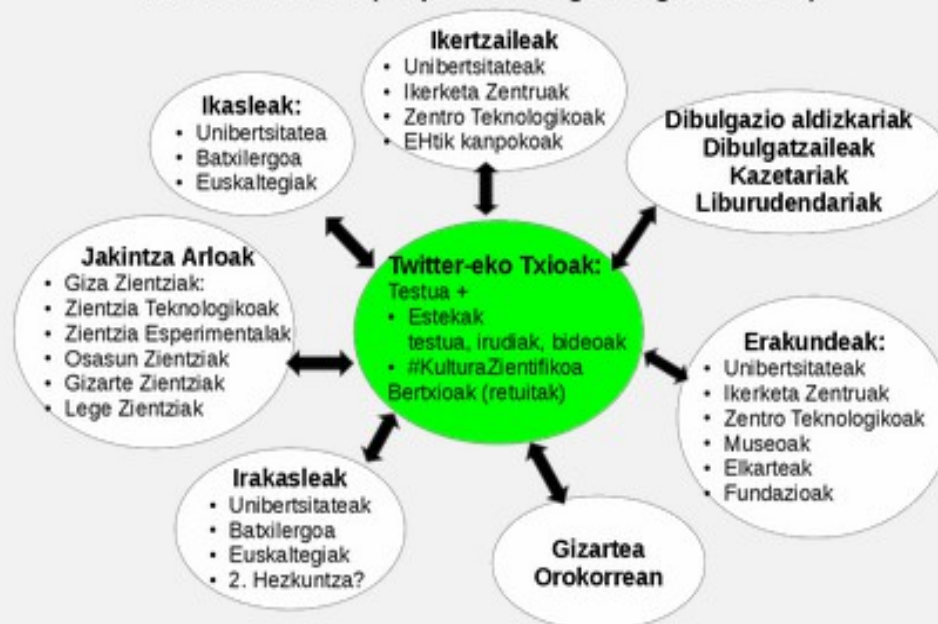 Ikertzaileak
• Unibertsitateak
• Ikerketa Zentruak
• Zentro Teknologikoak
• EHtik kanpokoak
Ikasleak:
• Unibertsitatea
• Batxilergoa
• Euskaltegiak
Dibulgazio aldizkariak
Dibulgatzaileak
Kazetariak
Liburudendariak
Jakintza Arloak
• Giza Zientziak:
• Zientzia Teknologikoak
• Zientzia Esperimentalak
• Osasun Zientziak
• Gizarte Zientziak
• Lege Zientziak
Twitter-eko Txioak:
Testua +
• Estekak
testua, irudiak, bideoak
• #KulturaZientifikoa
Bertxioak (retuitak)
Erakundeak:
• Unibertsitateak
• Ikerketa Zentruak
• Zentro Teknologikoak
• Museoak
• Elkarteak
• Fundazioak
Irakasleak
• Unibertsitateak
• Batxilergoa
• Euskaltegiak
• 2. Hezkuntza?
Gizartea
Orokorrean